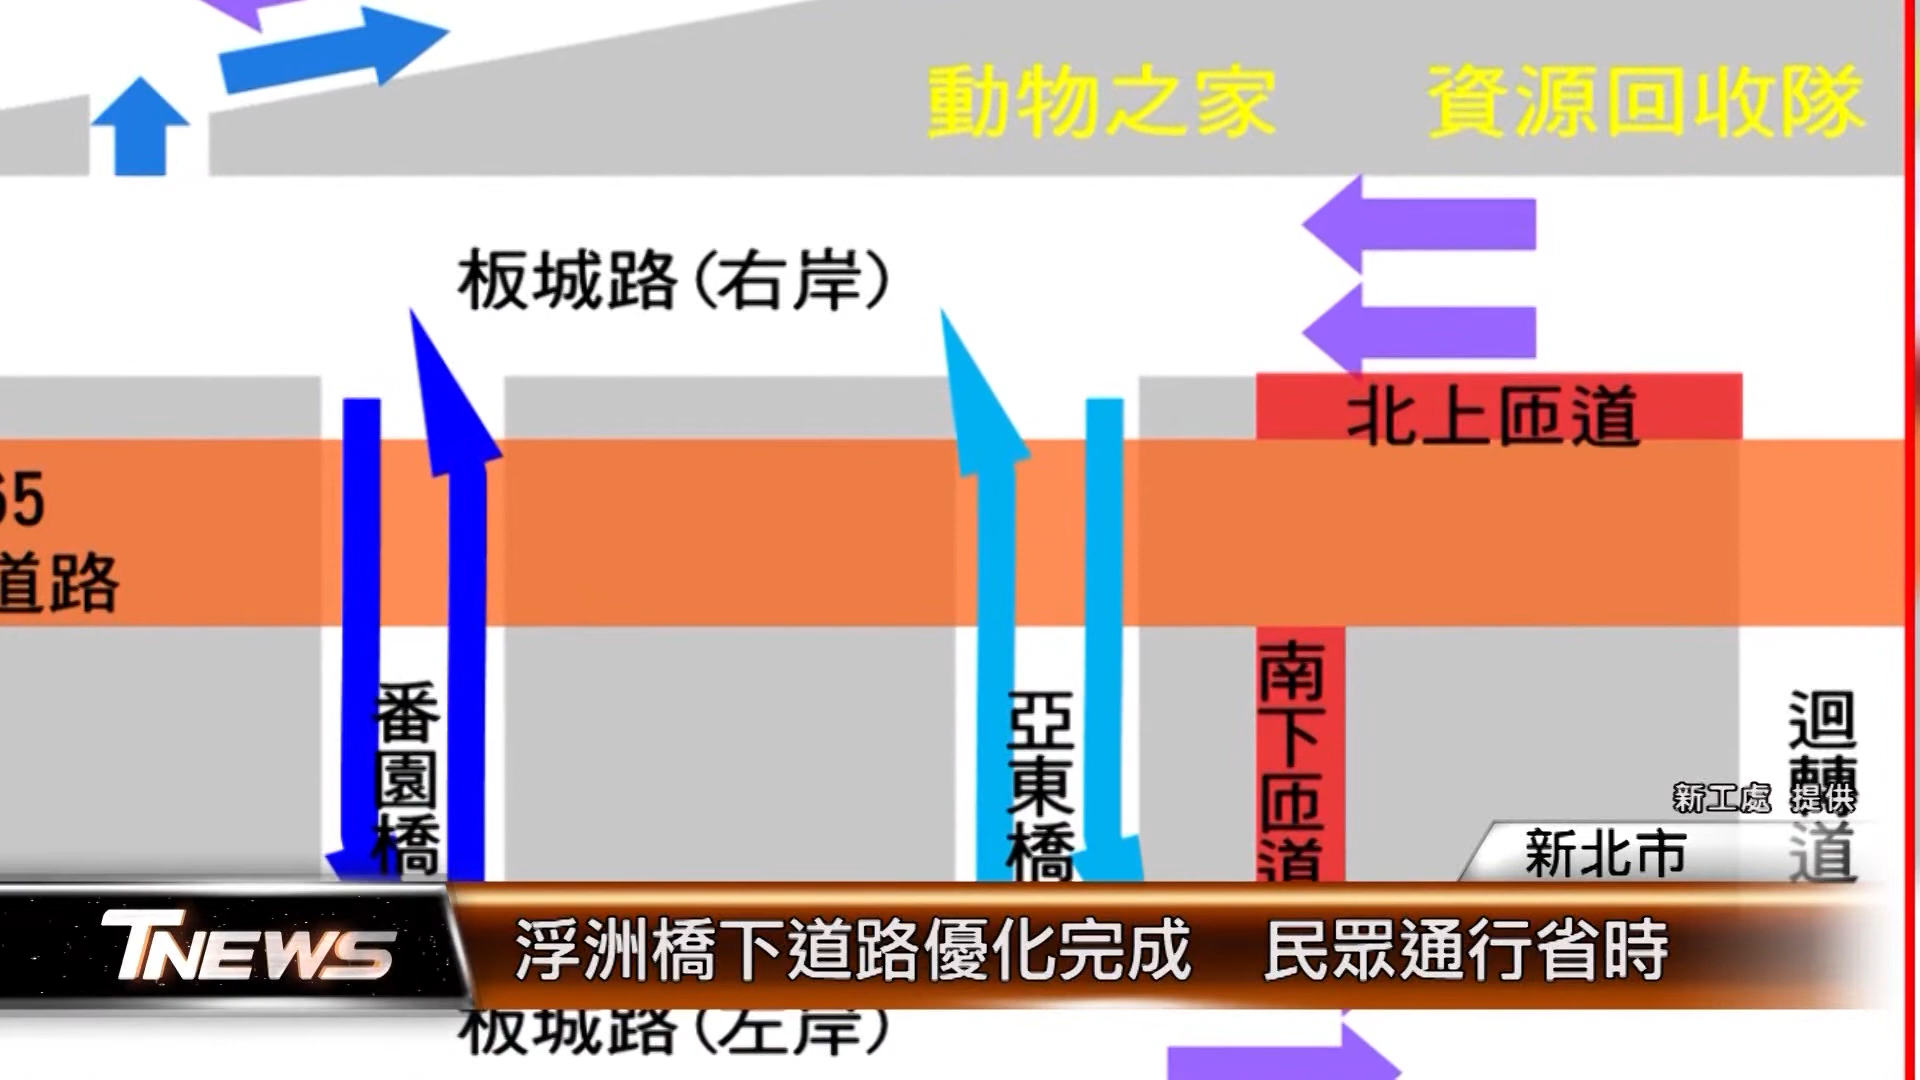 動物之家 資源回收隊
板城路(右岸)
北上匝道
65
道路
番園橋
亞東橋
南下匝道
迴轉道
新工處 提供
新北市
TNEWS
浮洲橋下道路優化完成 民眾通行省時
板城路(左岸)